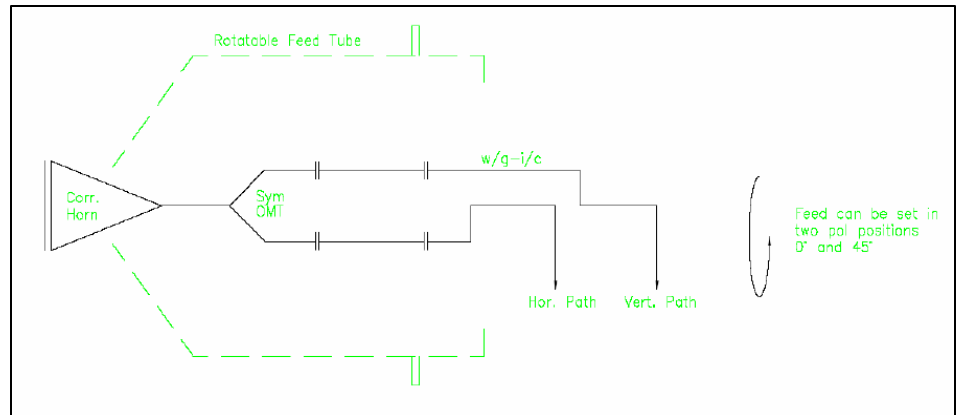 Rotatable Feed Tube
w/g-i/c
Corr.
Horn
Sym
OMT
Feed can be set in
two pol positions
0° and 45°
Hor. Path
Vert. Path